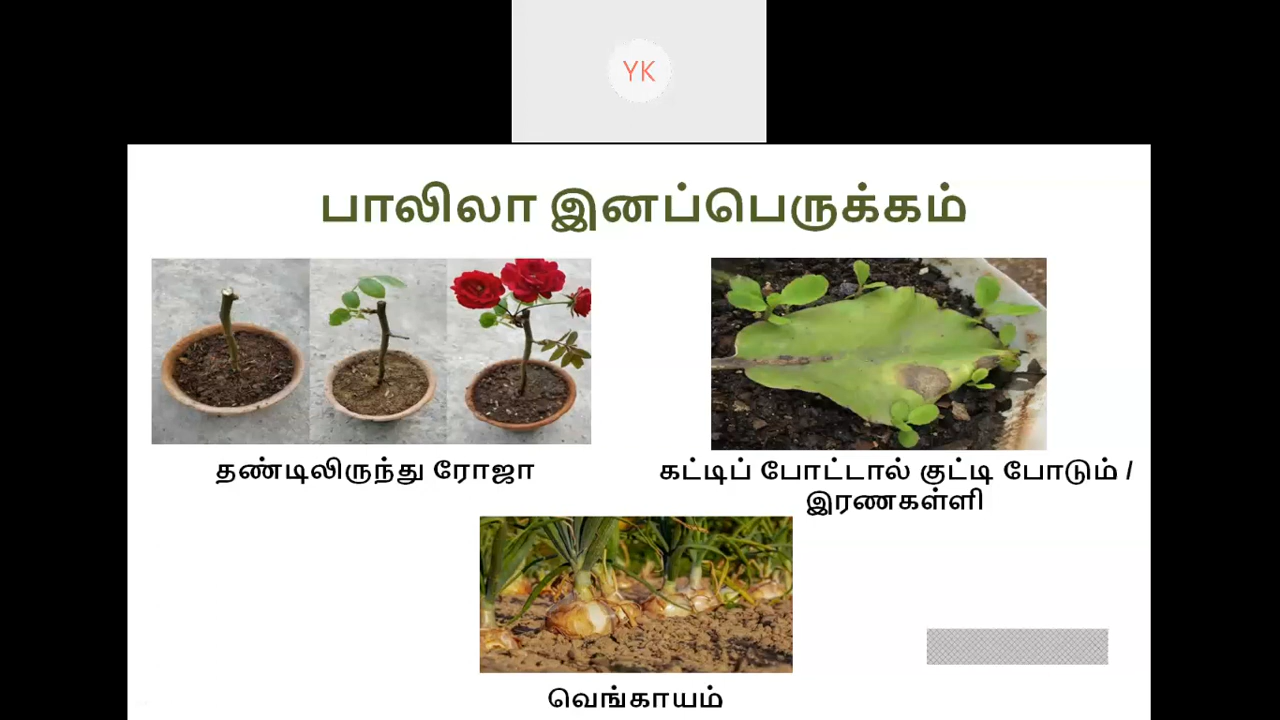 YK
பாலிலா இனப்பெருக்கம்
தண்டிலிருந்து ரோஜா
கட்டிப் போட்டால் குட்டி போடும் /
இரணகள்ளி
வெங்காயம்